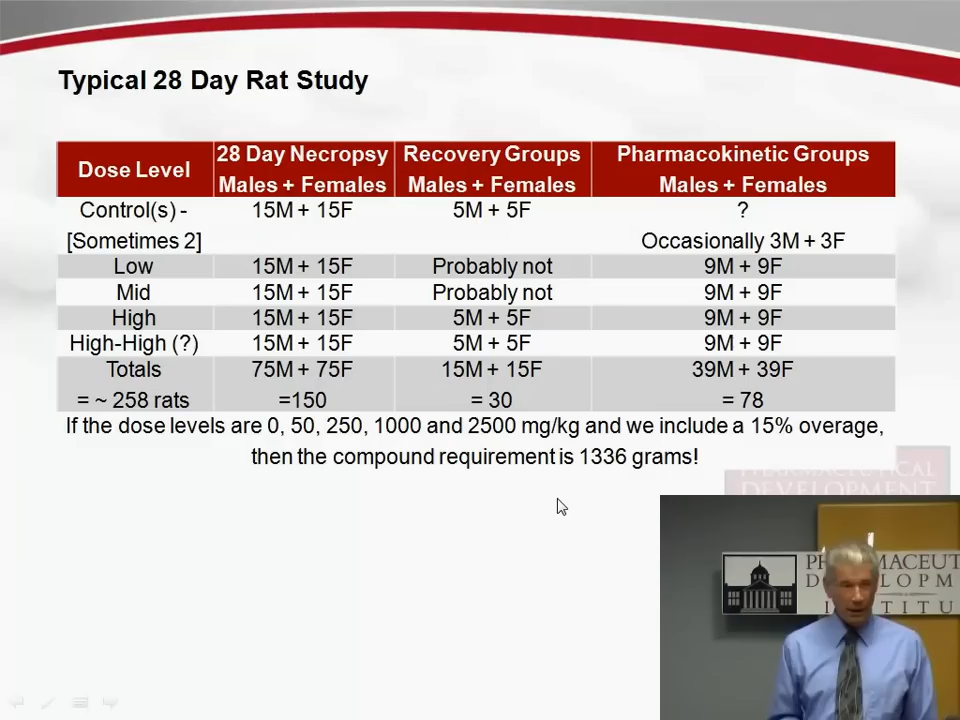 Typical 28 Day Rat Study
Dose Level
28 Day Necropsy
Males + Females
Recovery Groups
Males + Females
Pharmacokinetic Groups
Males + Females
Control(s) -
[Sometimes 2]
15M + 15F
5M + 5F
?
Occasionally 3M + 3F
Low
15M + 15F
Probably not
9M + 9F
Mid
15M + 15F
Probably not
9M + 9F
High
15M + 15F
5M + 5F
9M + 9F
High-High (?)
15M + 15F
5M + 5F
9M + 9F
Totals
= ~ 258 rats
75M + 75F
=150
15M + 15F
= 30
39M + 39F
= 78
If the dose levels are 0, 50, 250, 1000 and 2500 mg/kg and we include a 15% overage,
then the compound requirement is 1336 grams!
PHARMACEUTICAL
DEVELOPMENT